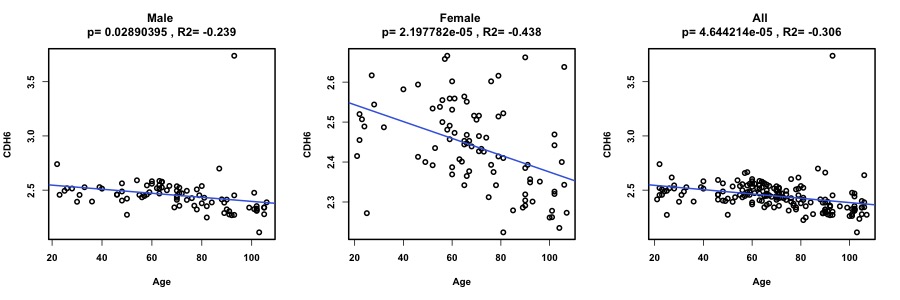 Male
p= 0.02890395 , R2= -0.239
CDH6
3.5
3.0
2.5
20 40 60 80 100
Age
Female
p= 2.197782e-05 , R2= -0.438
CDH6
2.6
2.5
2.4
2.3
20 40 60 80 100
Age
All
p= 4.644214e-05 , R2= -0.306
CDH6
3.5
3.0
2.5
20 40 60 80 100
Age